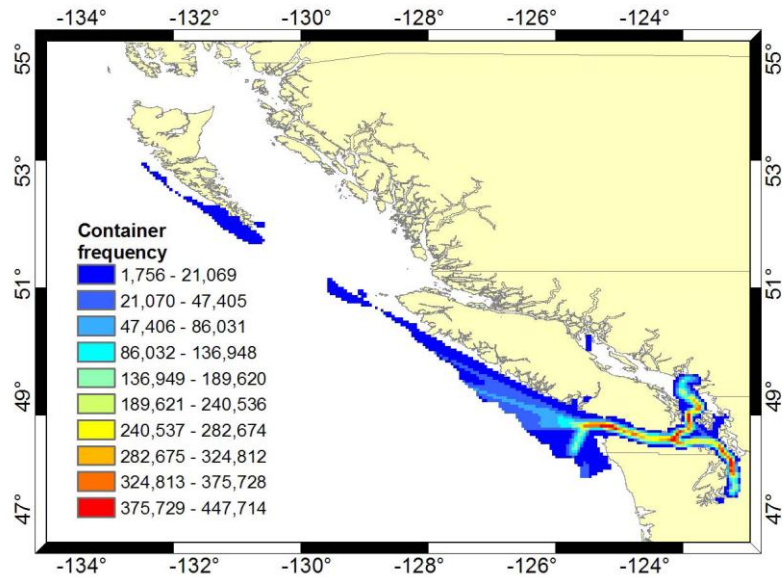 -134° -132° -130° -128° -126° -124°
55° 55°
53° 53°
51° 51°
49° 49°
47° 47°
Container
frequency
1,756 - 21,069
21,070 - 47,405
47,406 - 86,031
86,032 - 136,948
136,949 - 189,620
189,621 - 240,536
240,537 - 282,674
282,675 - 324,812
324,813 - 375,728
375,729 - 447,714
-134° -132° -130° -128° -126° -124°